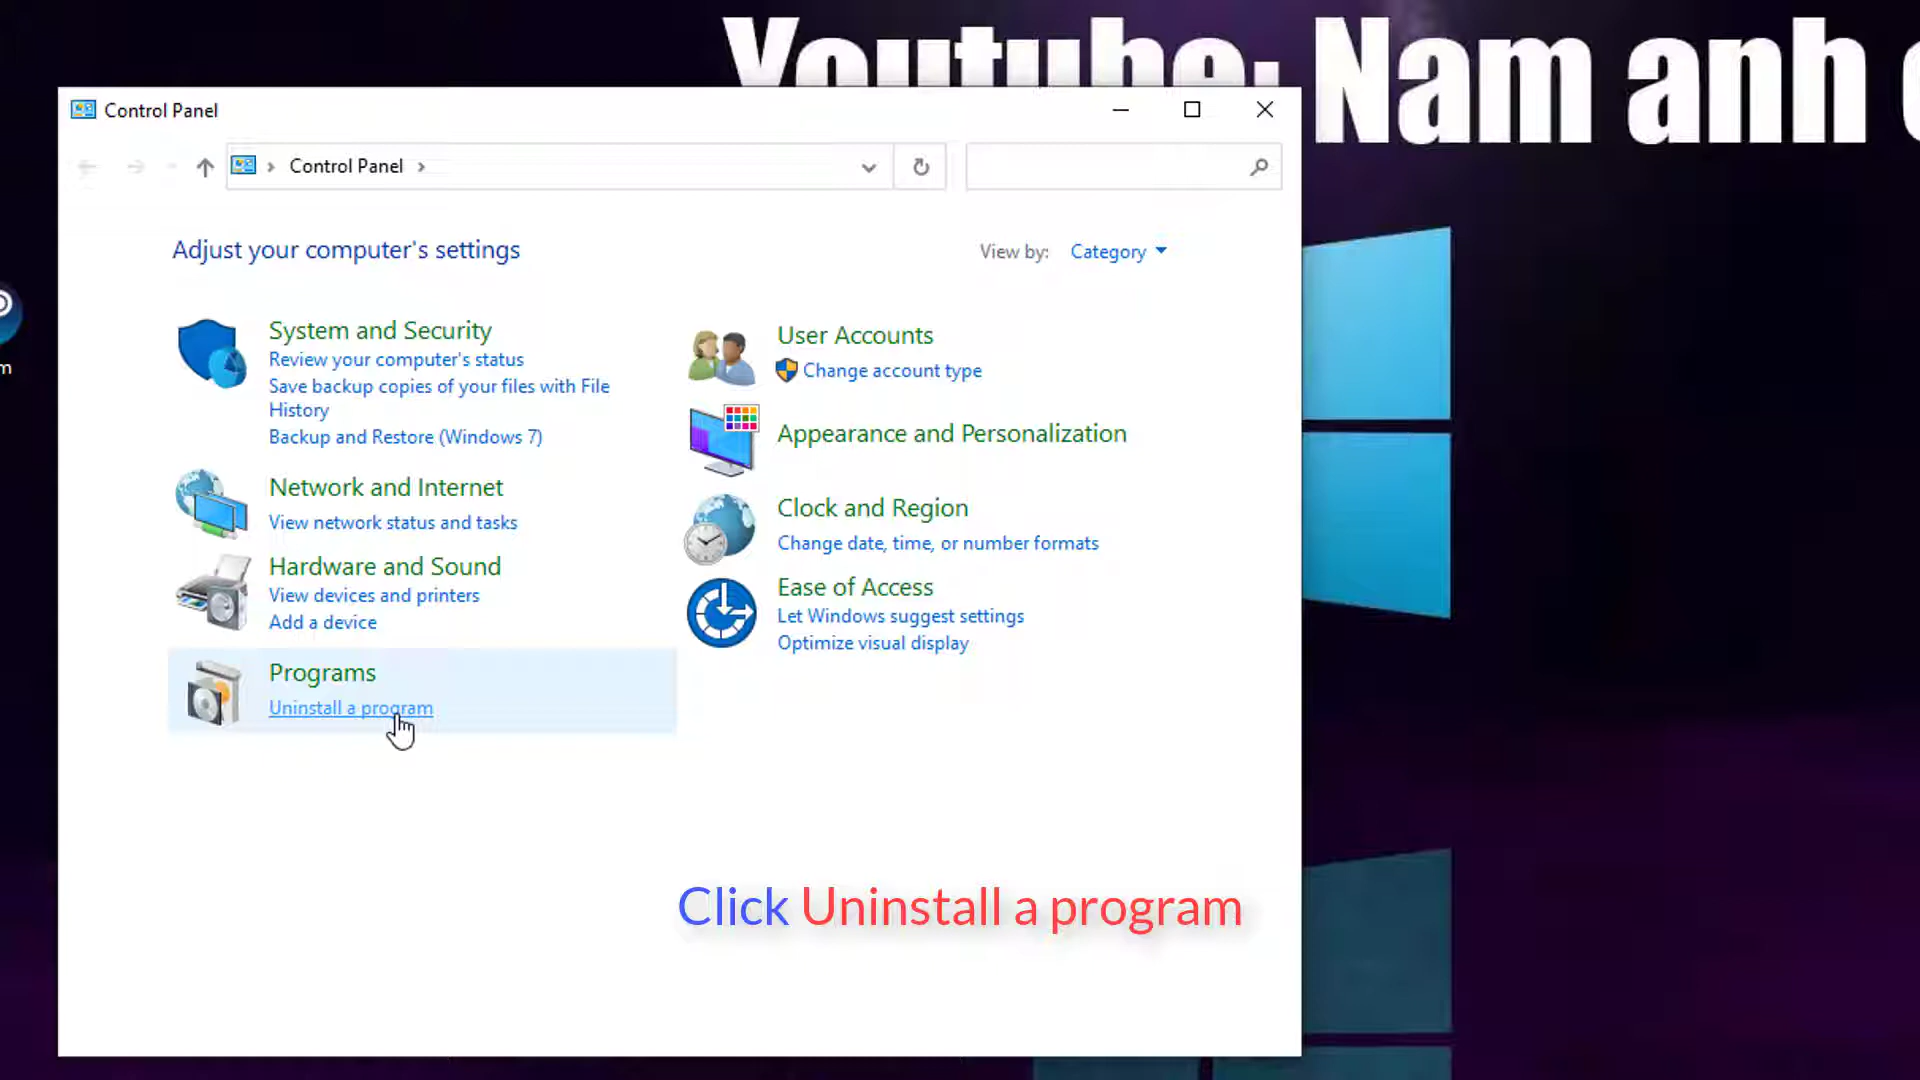 Youtube: Nam anh
Control Panel
Control Panel
Adjust your computer's settings
View by: Category
System and Security
Review your computer's status
Save backup copies of your files with File
History
Backup and Restore (Windows 7)
Network and Internet
View network status and tasks
Hardware and Sound
View devices and printers
Add a device
Programs
Uninstall a program
User Accounts
Change account type
Appearance and Personalization
Clock and Region
Change date, time, or number formats
Ease of Access
Let Windows suggest settings
Optimize visual display
m
Click Uninstall a program